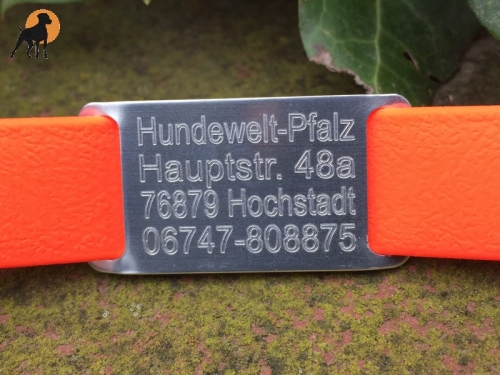 Hundewelt-Pfalz
Hauptstr. 48a
76879 Hochstadt
06747-808875